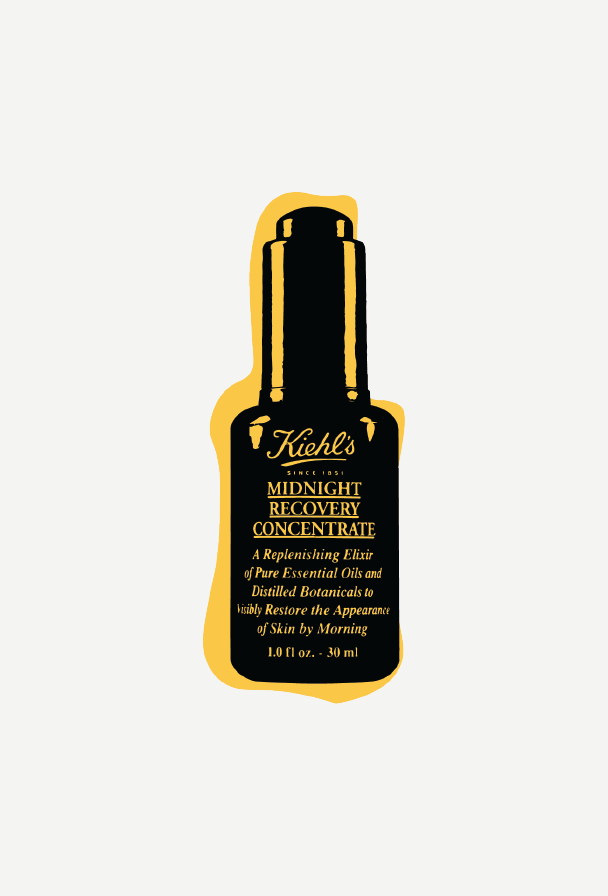 Kiehl's
SINCE 1851
MIDNIGHT
RECOVERY
CONCENTRATE
A Replenishing Elixir
of Pure Essential Oils and
Distilled Botanicals to
Visibly Restore the Appearance
of Skin by Morning
1.0 fl oz. - 30 ml